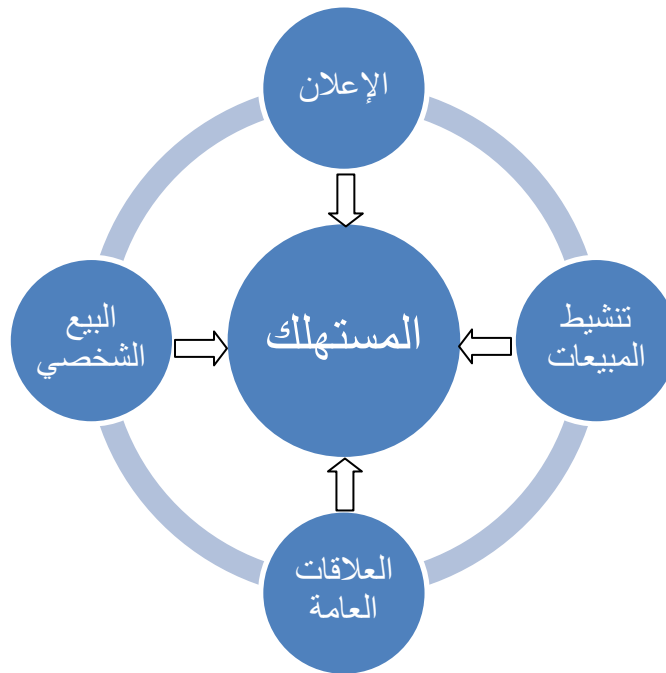 الإعلان
المستهلك
تنشيط
المبيعات
البيع
الشخصي
العلاقات
العامة